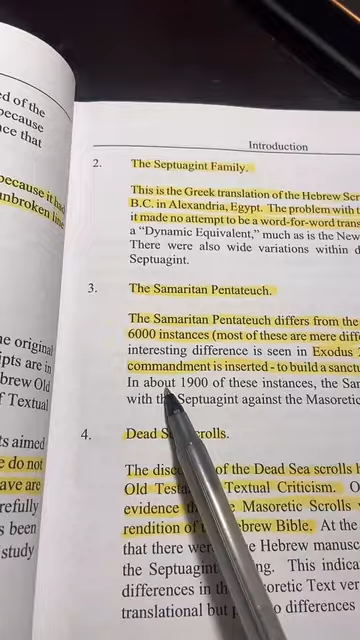 ed of the
because
ce that
because it had
unbroken line
he original
ipts are in
brew Old
f Textual
ts aimed
e do not
ave are
refully
s been
study
Introduction
2. The Septuagint Family.
This is the Greek translation of the Hebrew Scr
B.C. in Alexandria, Egypt. The problem with t
it made no attempt to be a word-for-word trans
a “Dynamic Equivalent,” much as is the New
There were also wide variations within d
Septuagint.
3. The Samaritan Pentateuch.
The Samaritan Pentateuch differs from the
6000 instances (most of these are mere diff
interesting difference is seen in Exodus 2
commandment is inserted - to build a sanctu
In about 1900 of these instances, the Sam
with the Septuagint against the Masoretic
4. Dead Sea Scrolls.
The disc of the Dead Sea scrolls h
Old Testa Textual Criticism. O
evidence th e Masoretic Scrolls
rendition of t ebrew Bible. At the
that there wer e Hebrew manusc
the Septuagint ng. This indica
differences in th oretic Text ver
translational but p o differences